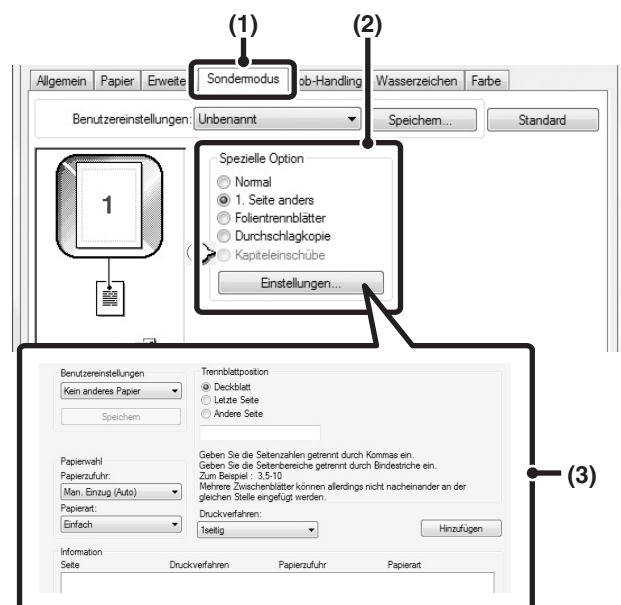 (1) (2)
Allgemein Papier Erweite Sondermodus ob-Handling Wasserzeichen Farbe
Benutzereinstellungen: Unbenannt Speichern... Standard
1
Spezielle Option
Normal
1. Seite anders
Folientrennblätter
Durchschlagkopie
Kapiteleinschübe
Einstellungen...
(3)
Benutzereinstellungen
Kein anderes Papier
Speichern
Trennblattposition
Deckblatt
Letzte Seite
Andere Seite
Geben Sie die Seitenzahlen getrennt durch Kommas ein.
Geben Sie die Seitenbereiche getrennt durch Bindestriche ein.
Zum Beispiel : 3,5-10
Mehrere Zwischenblätter können allerdings nicht nacheinander an der
gleichen Stelle eingefügt werden.
Papierwahl
Papierzufuhr:
Man. Einzug (Auto)
Papierart:
Einfach
Druckverfahren:
1seitig
Hinzufügen
Information
Seite Druckverfahren Papierzufuhr Papierart